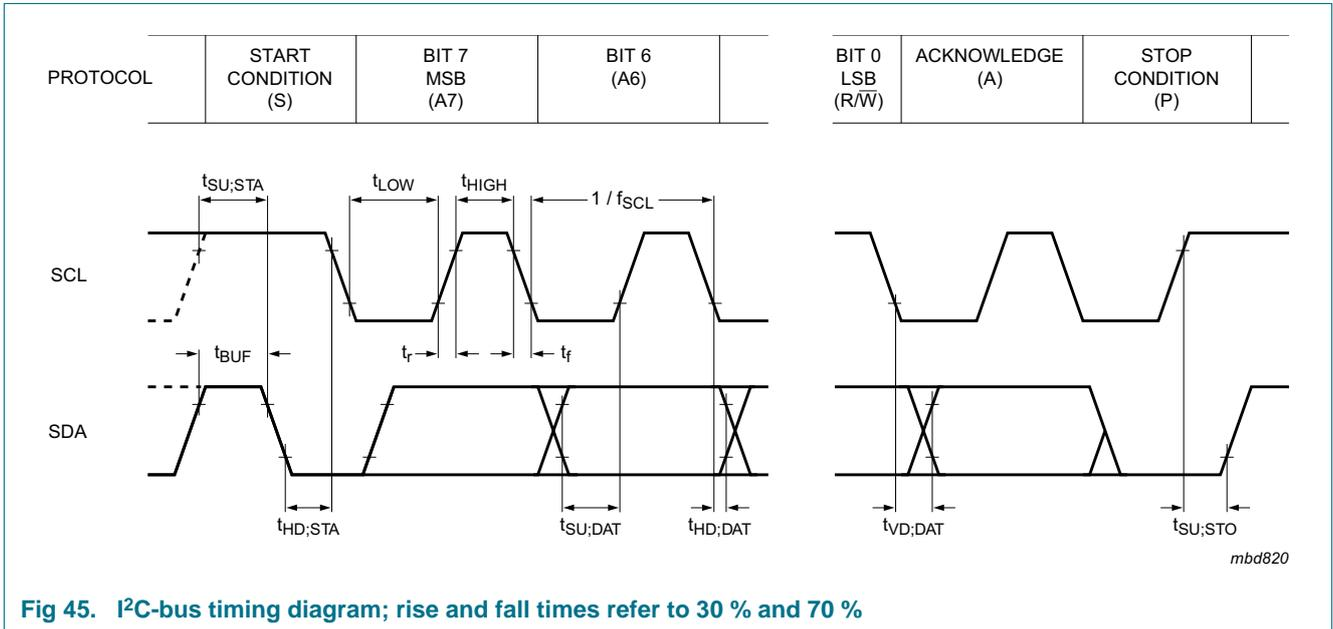 PROTOCOL
START
CONDITION
(S)
BIT 7
MSB
(A7)
BIT 6
(A6)
BIT 0
LSB
(R/W̅)
ACKNOWLEDGE
(A)
STOP
CONDITION
(P)
tSU;STA
tLOW
tHIGH
1 / fSCL
SCL
tBUF
tr
tf
SDA
tHD;STA
tSU;DAT
tHD;DAT
tVD;DAT
tSU;STO
mbd820
Fig 45. I²C-bus timing diagram; rise and fall times refer to 30 % and 70 %